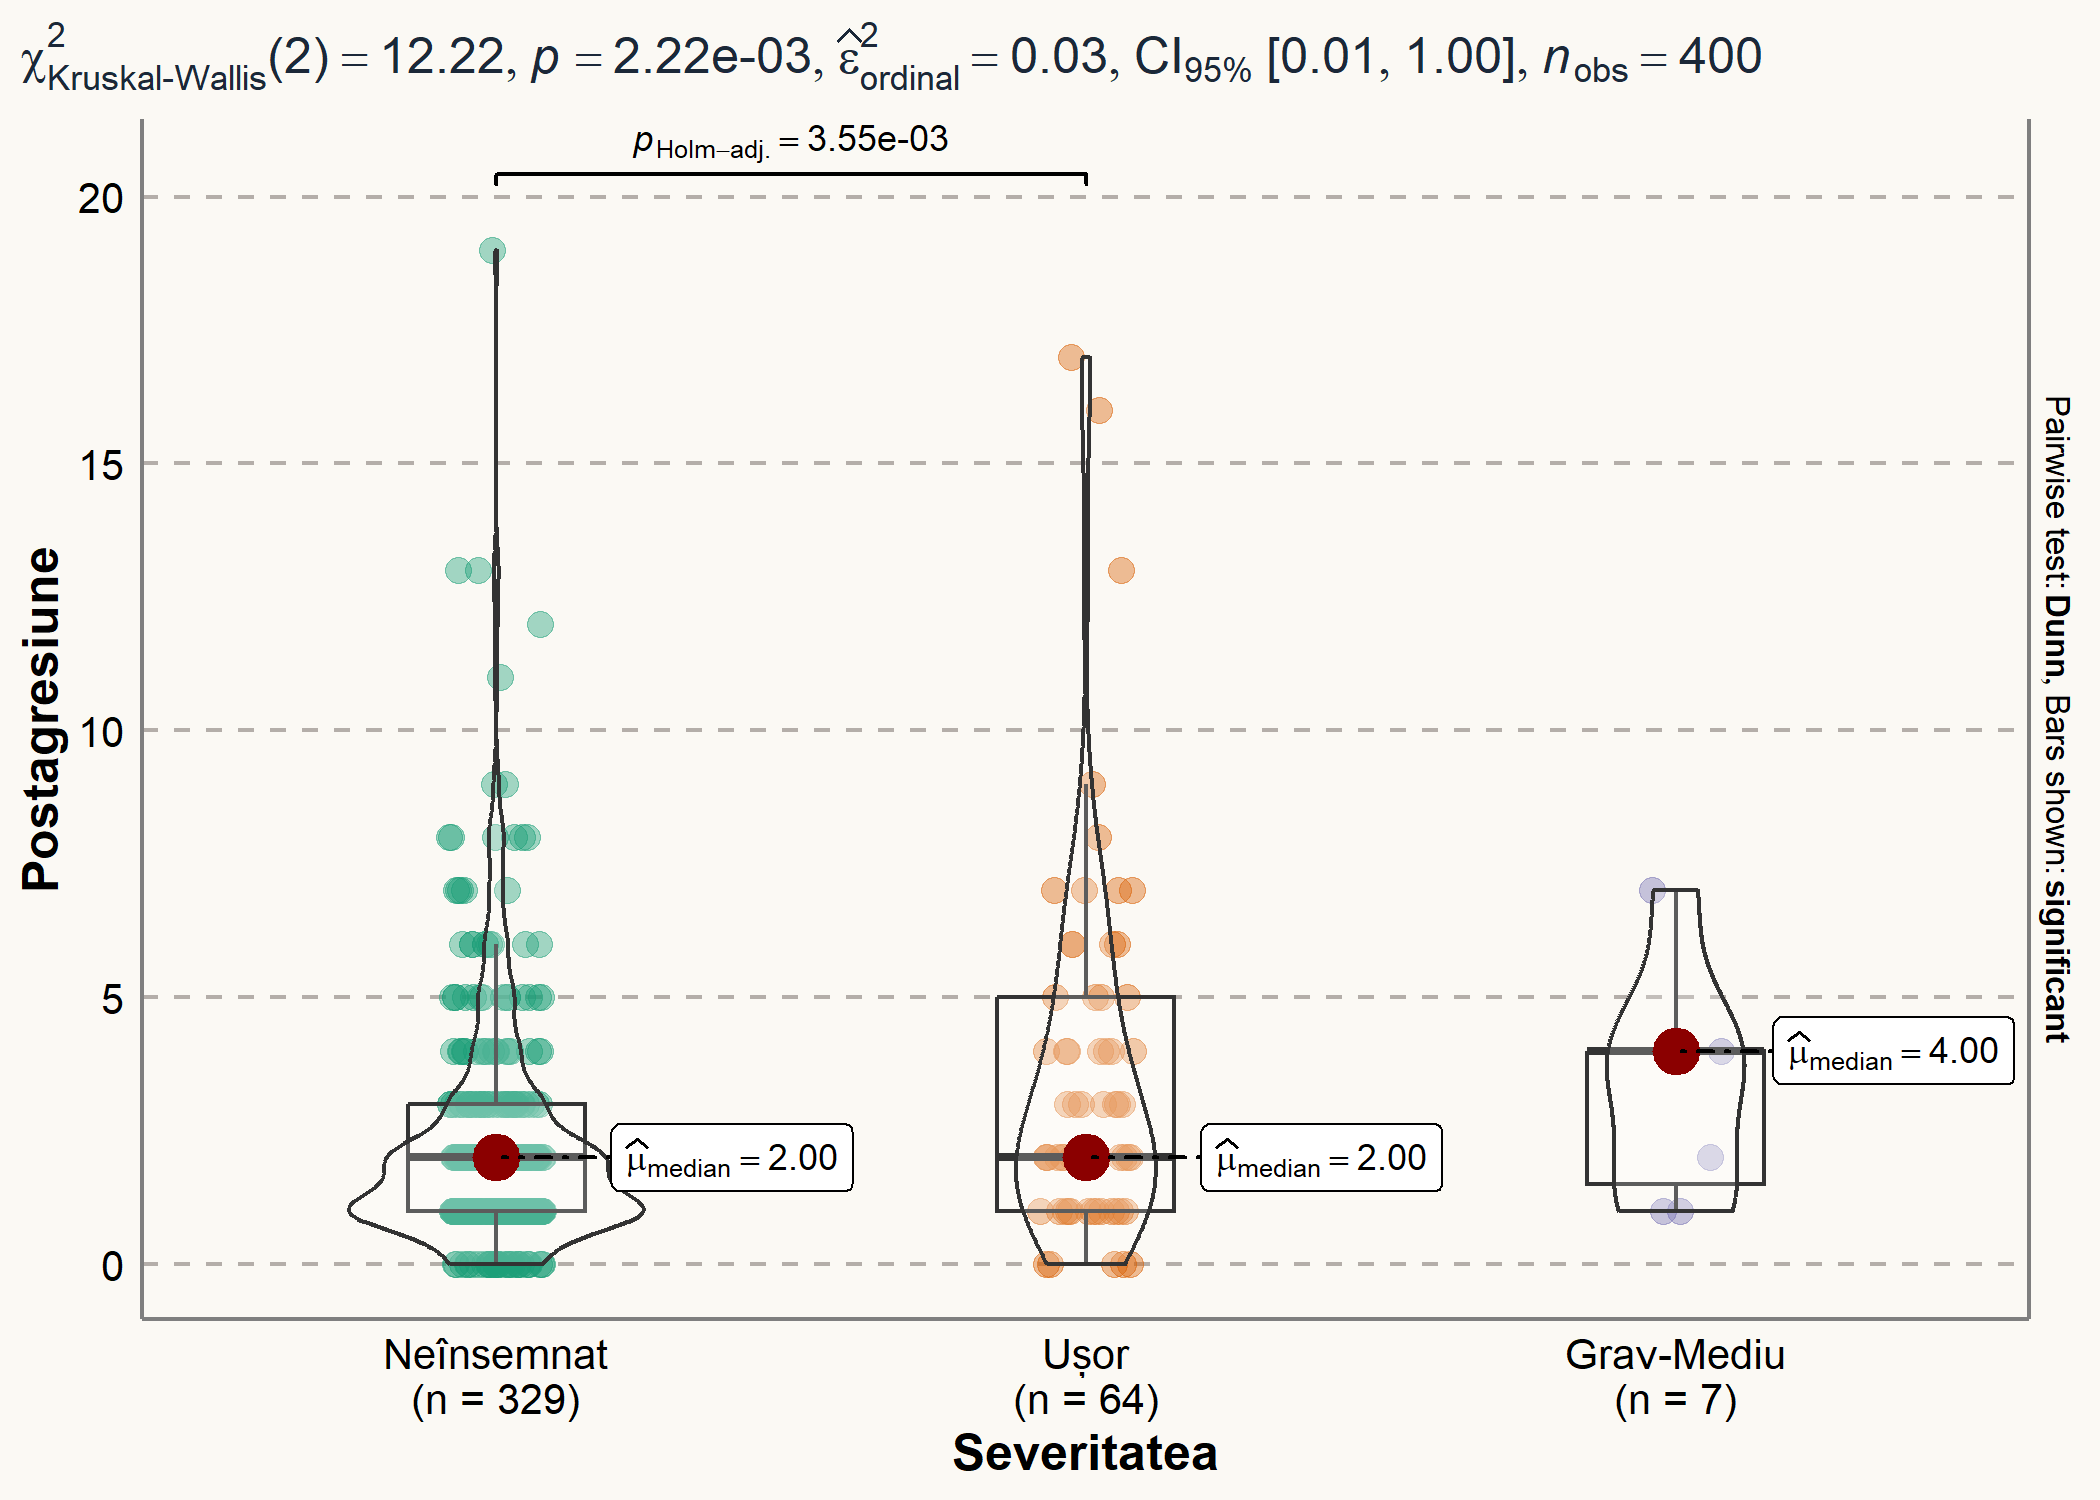 χ²Kruskal-Wallis(2) = 12.22, p = 2.22e-03, ε̂²ordinal = 0.03, CI95% [0.01, 1.00], nobs = 400
pHolm−adj. = 3.55e-03
20
15
10
5
0
Postagresiune
μ̂median = 2.00
μ̂median = 2.00
μ̂median = 4.00
Pairwise test: Dunn, Bars shown: significant
Neînsemnat
(n = 329)
Ușor
(n = 64)
Grav-Mediu
(n = 7)
Severitatea